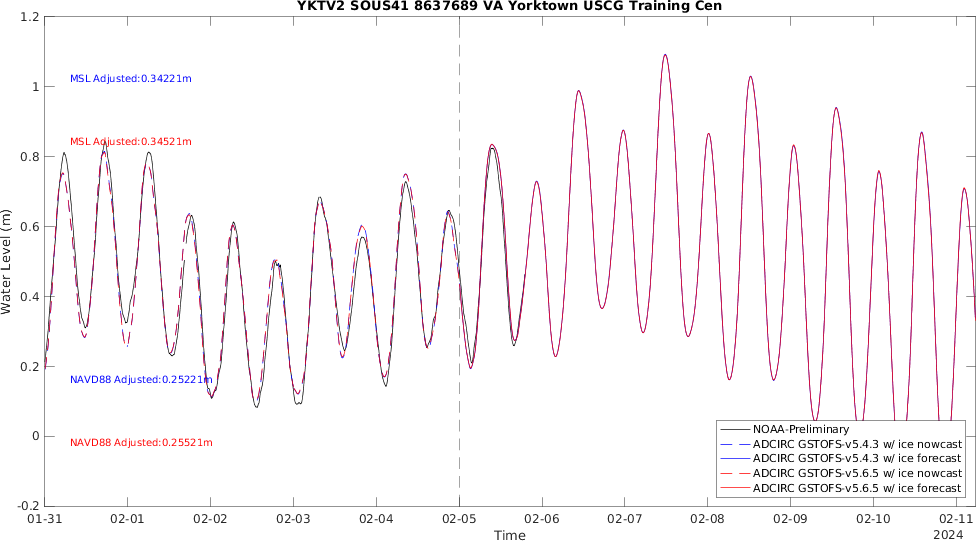 YKTV2 SOUS41 8637689 VA Yorktown USCG Training Cen
1.2
1
0.8
0.6
0.4
0.2
0
-0.2
Water Level (m)
MSL Adjusted:0.34221m
MSL Adjusted:0.34521m
NAVD88 Adjusted:0.25221m
NAVD88 Adjusted:0.25521m
NOAA-Preliminary
ADCIRC GSTOFS-v5.4.3 w/ ice nowcast
ADCIRC GSTOFS-v5.4.3 w/ ice forecast
ADCIRC GSTOFS-v5.6.5 w/ ice nowcast
ADCIRC GSTOFS-v5.6.5 w/ ice forecast
01-31 02-01 02-02 02-03 02-04 02-05 02-06 02-07 02-08 02-09 02-10 02-11
2024
Time